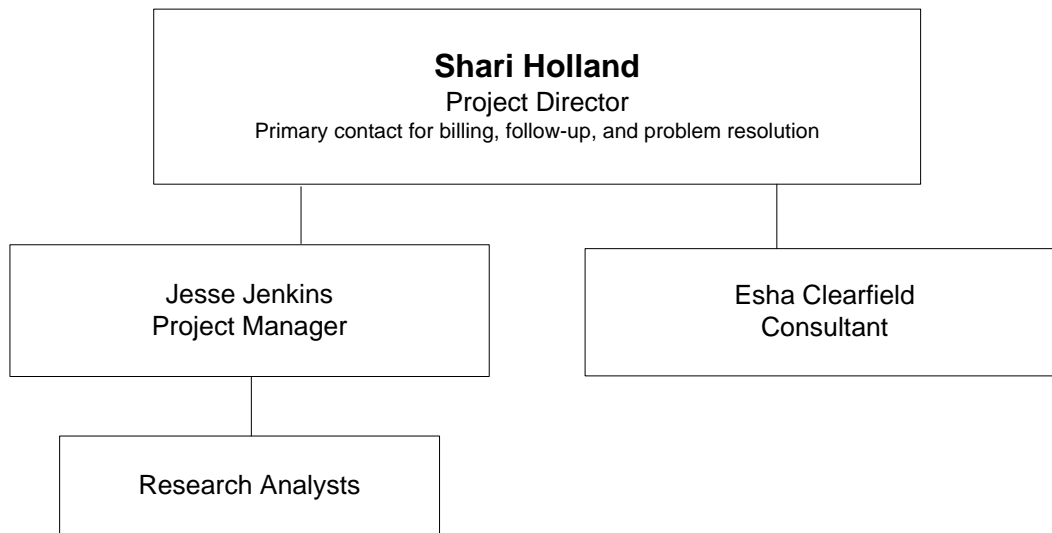 Shari Holland
Project Director
Primary contact for billing, follow-up, and problem resolution
Jesse Jenkins
Project Manager
Esha Clearfield
Consultant
Research Analysts